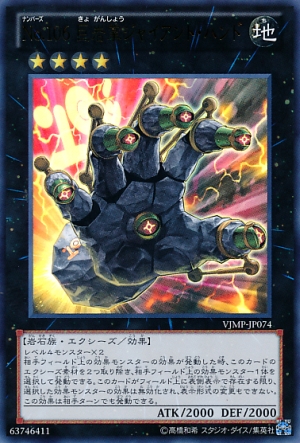 ナンバーズ きょ がんしょう
地
VJMP-JP074
[岩石族・エクシーズ/効果]
レベル4モンスター×2
相手フィールド上の効果モンスターの効果が発動した時、このカードの
エクシーズ素材を2つ取り除き、相手フィールド上の効果モンスター1体
を選択して発動できる。このカードがフィールド上に表側表示で存在する限り、
選択したモンスターの効果は無効化され、表示形式の変更もできない。
この効果は相手ターンでも発動できる。
ATK/2000 DEF/2000
63746411
©高橋和希 スタジオ・ダイス/集英社